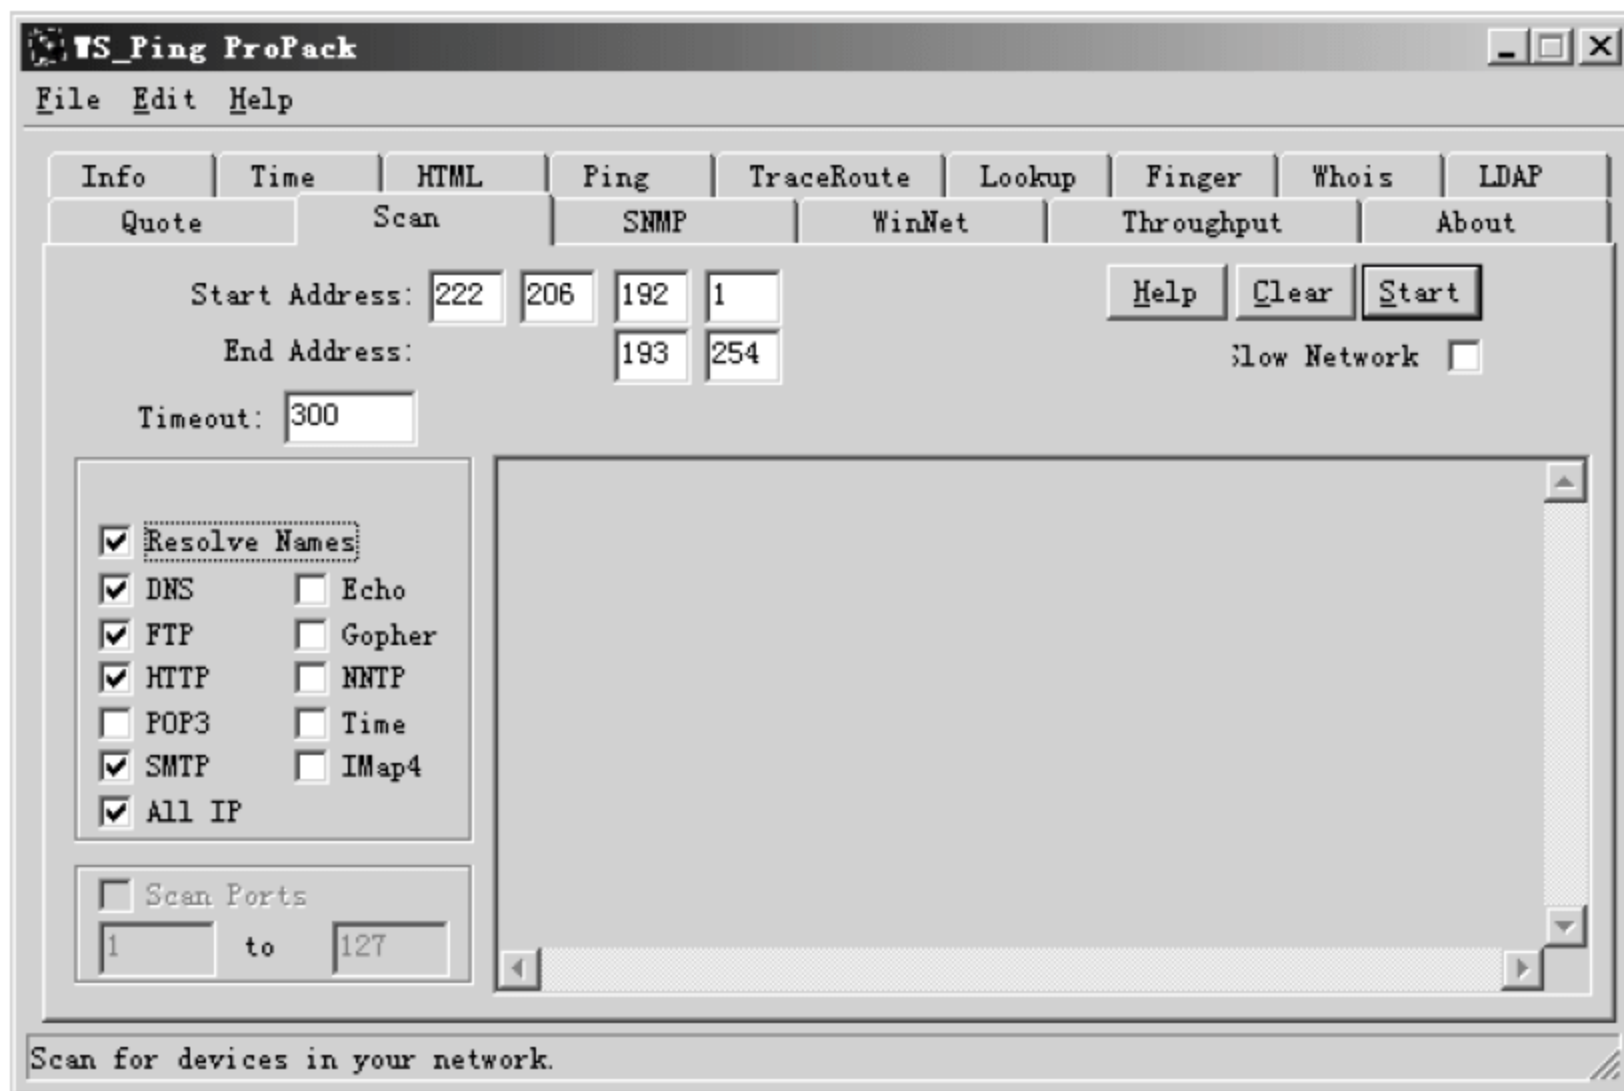 WS_Ping ProPack
File Edit Help
Info Time HTML Ping TraceRoute Lookup Finger Whois LDAP
Quote Scan SNMP WinNet Throughput About
Start Address: 222 206 192 1 Help Clear Start
End Address: 193 254 Slow Network
Timeout: 300
Resolve Names
DNS Echo
FTP Gopher
HTTP NNTP
POP3 Time
SMTP IMap4
All IP
Scan Ports
1 to 127
Scan for devices in your network.